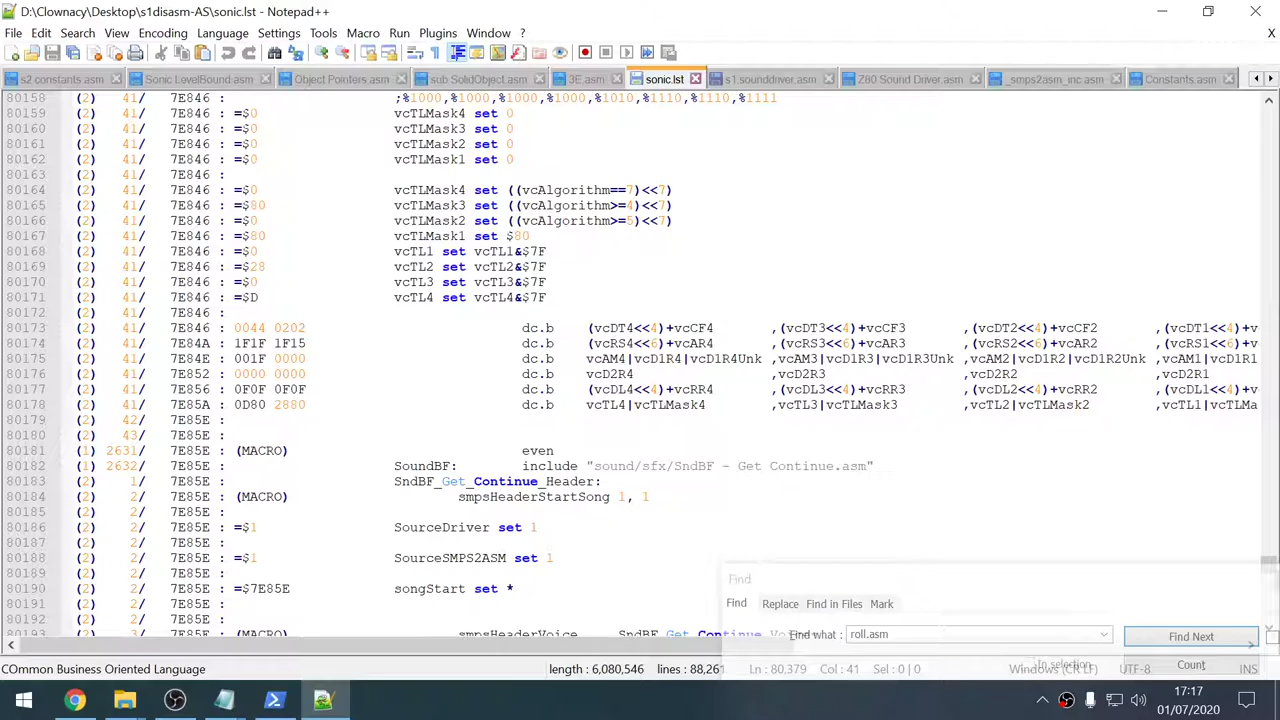 D:\Clownacy\Desktop\s1disasm-AS\sonic.lst - Notepad++
File Edit Search View Encoding Language Settings Tools Macro Run Plugins Window ? X
s2 constants.asm Sonic LevelBound.asm Object Pointers.asm sub SolidObject.asm 3E.asm sonic.lst s1.sounddriver.asm Z80 Sound Driver.asm _smps2asm_inc.asm Constants.asm
80158 (2) 41/ 7E846 : ;%1000,%1000,%1000,%1000,%1010,%1110,%1110,%1111
80159 (2) 41/ 7E846 : =$0 vcTLMask4 set 0
80160 (2) 41/ 7E846 : =$0 vcTLMask3 set 0
80161 (2) 41/ 7E846 : =$0 vcTLMask2 set 0
80162 (2) 41/ 7E846 : =$0 vcTLMask1 set 0
80163 (2) 41/ 7E846 :
80164 (2) 41/ 7E846 : =$0 vcTLMask4 set ((vcAlgorithm==7)<<7)
80165 (2) 41/ 7E846 : =$80 vcTLMask3 set ((vcAlgorithm>=4)<<7)
80166 (2) 41/ 7E846 : =$0 vcTLMask2 set ((vcAlgorithm>=5)<<7)
80167 (2) 41/ 7E846 : =$80 vcTLMask1 set $80
80168 (2) 41/ 7E846 : =$0 vcTL1 set vcTL1&$7F
80169 (2) 41/ 7E846 : =$28 vcTL2 set vcTL2&$7F
80170 (2) 41/ 7E846 : =$0 vcTL3 set vcTL3&$7F
80171 (2) 41/ 7E846 : =$D vcTL4 set vcTL4&$7F
80172 (2) 41/ 7E846 :
80173 (2) 41/ 7E846 : 0044 0202 dc.b (vcDT4<<4)+vcCF4 ,(vcDT3<<4)+vcCF3 ,(vcDT2<<4)+vcCF2 ,(vcDT1<<4)+v
80174 (2) 41/ 7E84A : 1F1F 1F15 dc.b (vcRS4<<6)+vcAR4 ,(vcRS3<<6)+vcAR3 ,(vcRS2<<6)+vcAR2 ,(vcRS1<<6)+v
80175 (2) 41/ 7E84E : 001F 0000 dc.b vcAM4|vcD1R4|vcD1R4Unk ,vcAM3|vcD1R3|vcD1R3Unk ,vcAM2|vcD1R2|vcD1R2Unk ,vcAM1|vcD1R1
80176 (2) 41/ 7E852 : 0000 0000 dc.b vcD2R4 ,vcD2R3 ,vcD2R2 ,vcD2R1
80177 (2) 41/ 7E856 : 0F0F 0F0F dc.b (vcDL4<<4)+vcRR4 ,(vcDL3<<4)+vcRR3 ,(vcDL2<<4)+vcRR2 ,(vcDL1<<4)+v
80178 (2) 41/ 7E85A : 0D80 2880 dc.b vcTL4|vcTLMask4 ,vcTL3|vcTLMask3 ,vcTL2|vcTLMask2 ,vcTL1|vcTLMa
80179 (2) 42/ 7E85E :
80180 (2) 43/ 7E85E :
80181 (1) 2631/ 7E85E : (MACRO) even
80182 (1) 2632/ 7E85E : SoundBF: include "sound/sfx/SndBF - Get Continue.asm"
80183 (2) 1/ 7E85E : SndBF_Get_Continue_Header:
80184 (2) 2/ 7E85E : (MACRO) smpsHeaderStartSong 1, 1
80185 (2) 2/ 7E85E :
80186 (2) 2/ 7E85E : =$1 SourceDriver set 1
80187 (2) 2/ 7E85E :
80188 (2) 2/ 7E85E : =$1 SourceSMPS2ASM set 1
80189 (2) 2/ 7E85E :
80190 (2) 2/ 7E85E : =$7E85E songStart set *
80191 (2) 2/ 7E85E :
80192 (2) 2/ 7E85E :
80193 (2) 3/ 7E85E : (MACRO) smpsHeaderVoice SndBF_Get_Continue
Find
Find Replace Find in Files Mark
Find what : roll.asm Find Next
In selection Count
COmmon Business Oriented Language length : 6,080,546 lines : 88,261 Ln : 80,379 Col : 41 Sel : 0 | 0 Windows (CR LF) UTF-8 INS
17:17
01/07/2020